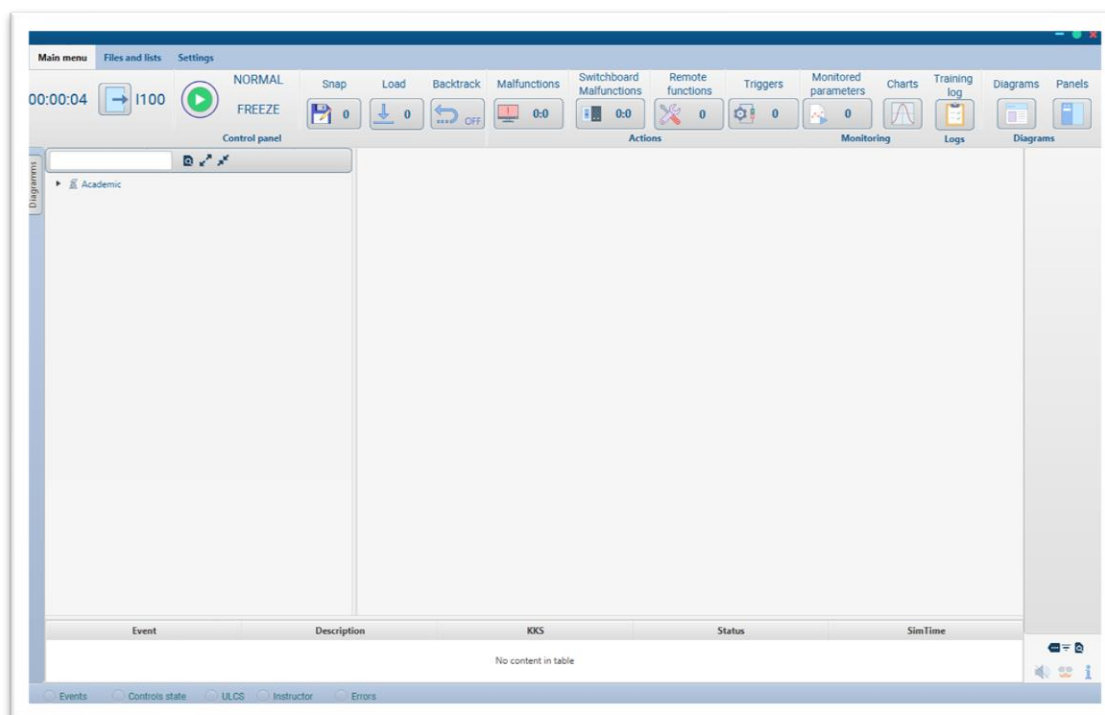 Main menu Files and lists Settings
00:00:04 I100 NORMAL
FREEZE
Control panel
Snap 0
Load 0
Backtrack OFF
Malfunctions 0:0
Switchboard
Malfunctions 0:0
Remote
functions 0
Triggers 0
Actions
Monitored
parameters 0
Charts
Monitoring
Training
log
Logs
Diagrams Panels
Diagrams
Diagramms
Academic
Event Description KKS Status SimTime
No content in table
Events Controls state ULCS Instructor Errors